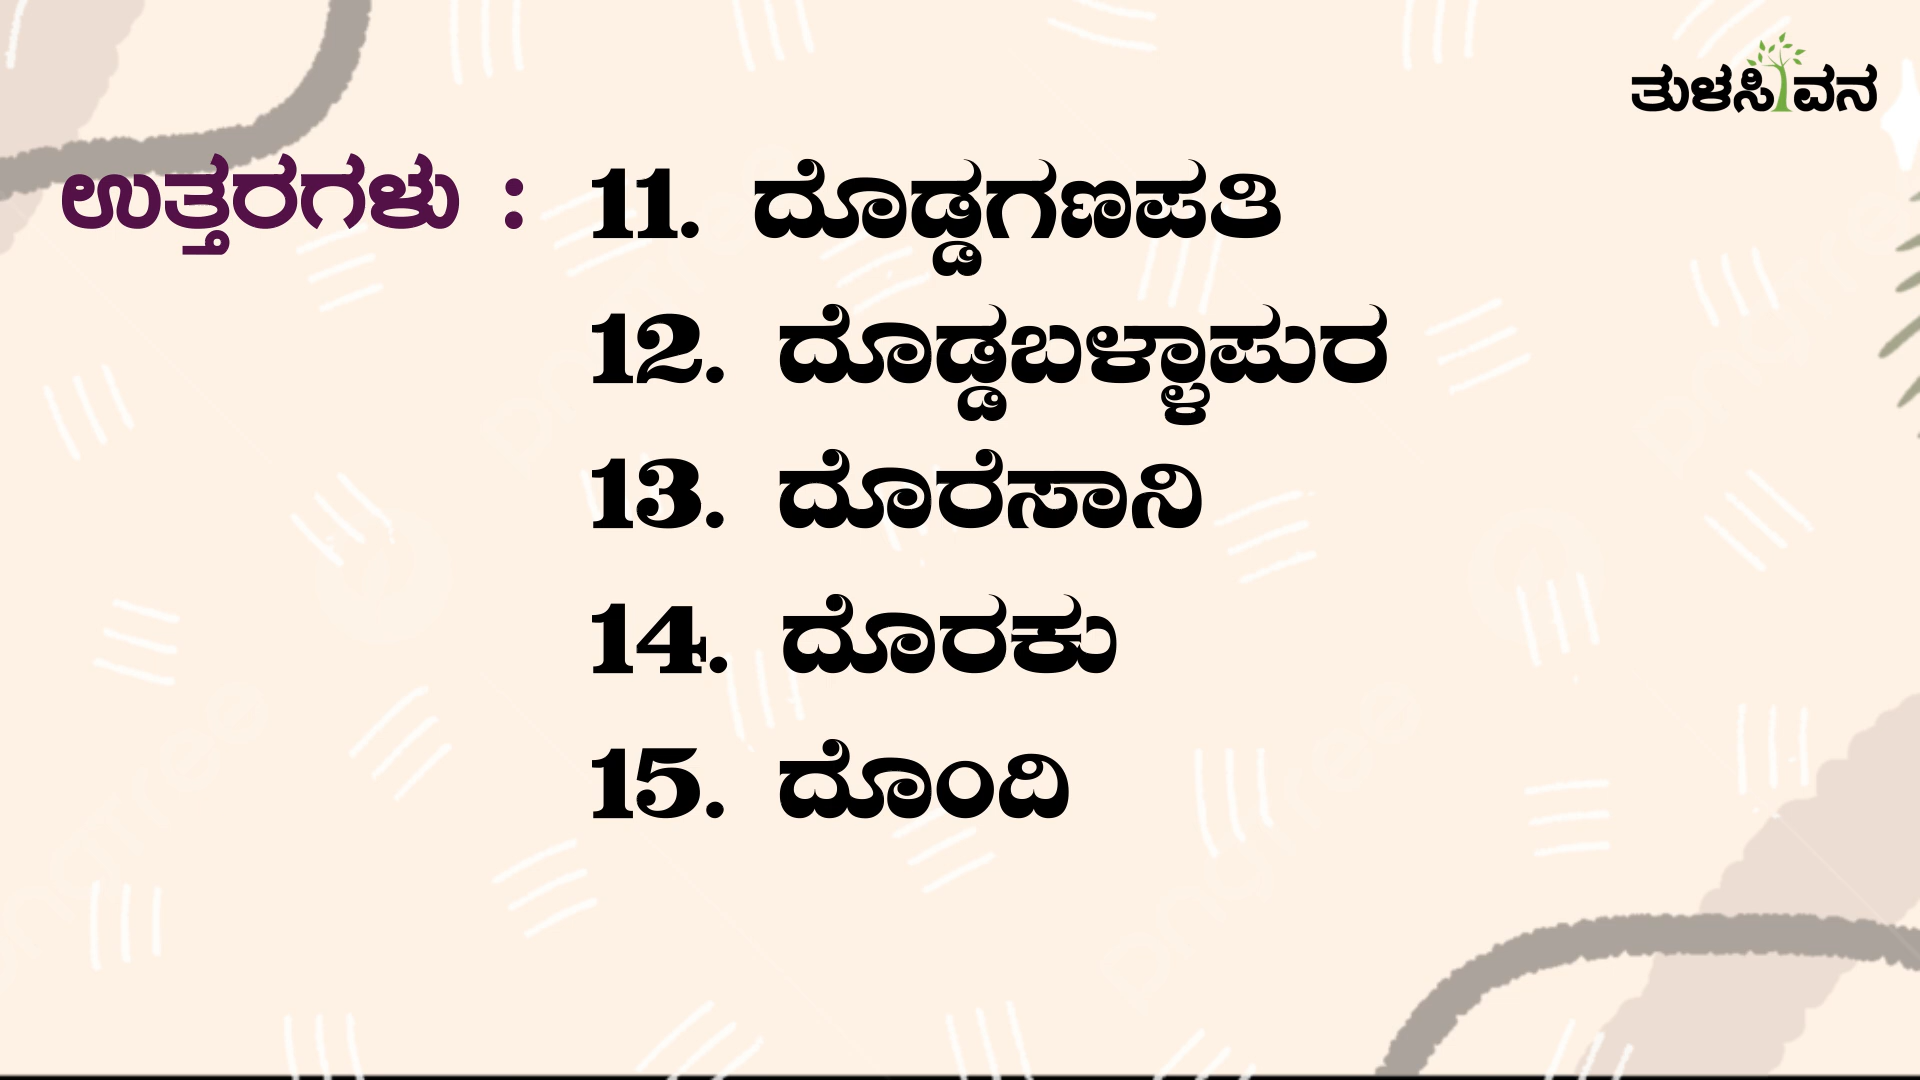 ತುಳಸಿವನ
ಉತ್ತರಗಳು : 11. ದೊಡ್ಡಗಣಪತಿ
12. ದೊಡ್ಡಬಳ್ಳಾಪುರ
13. ದೊರೆಸಾನಿ
14. ದೊರಕು
15. ದೊಂದಿ